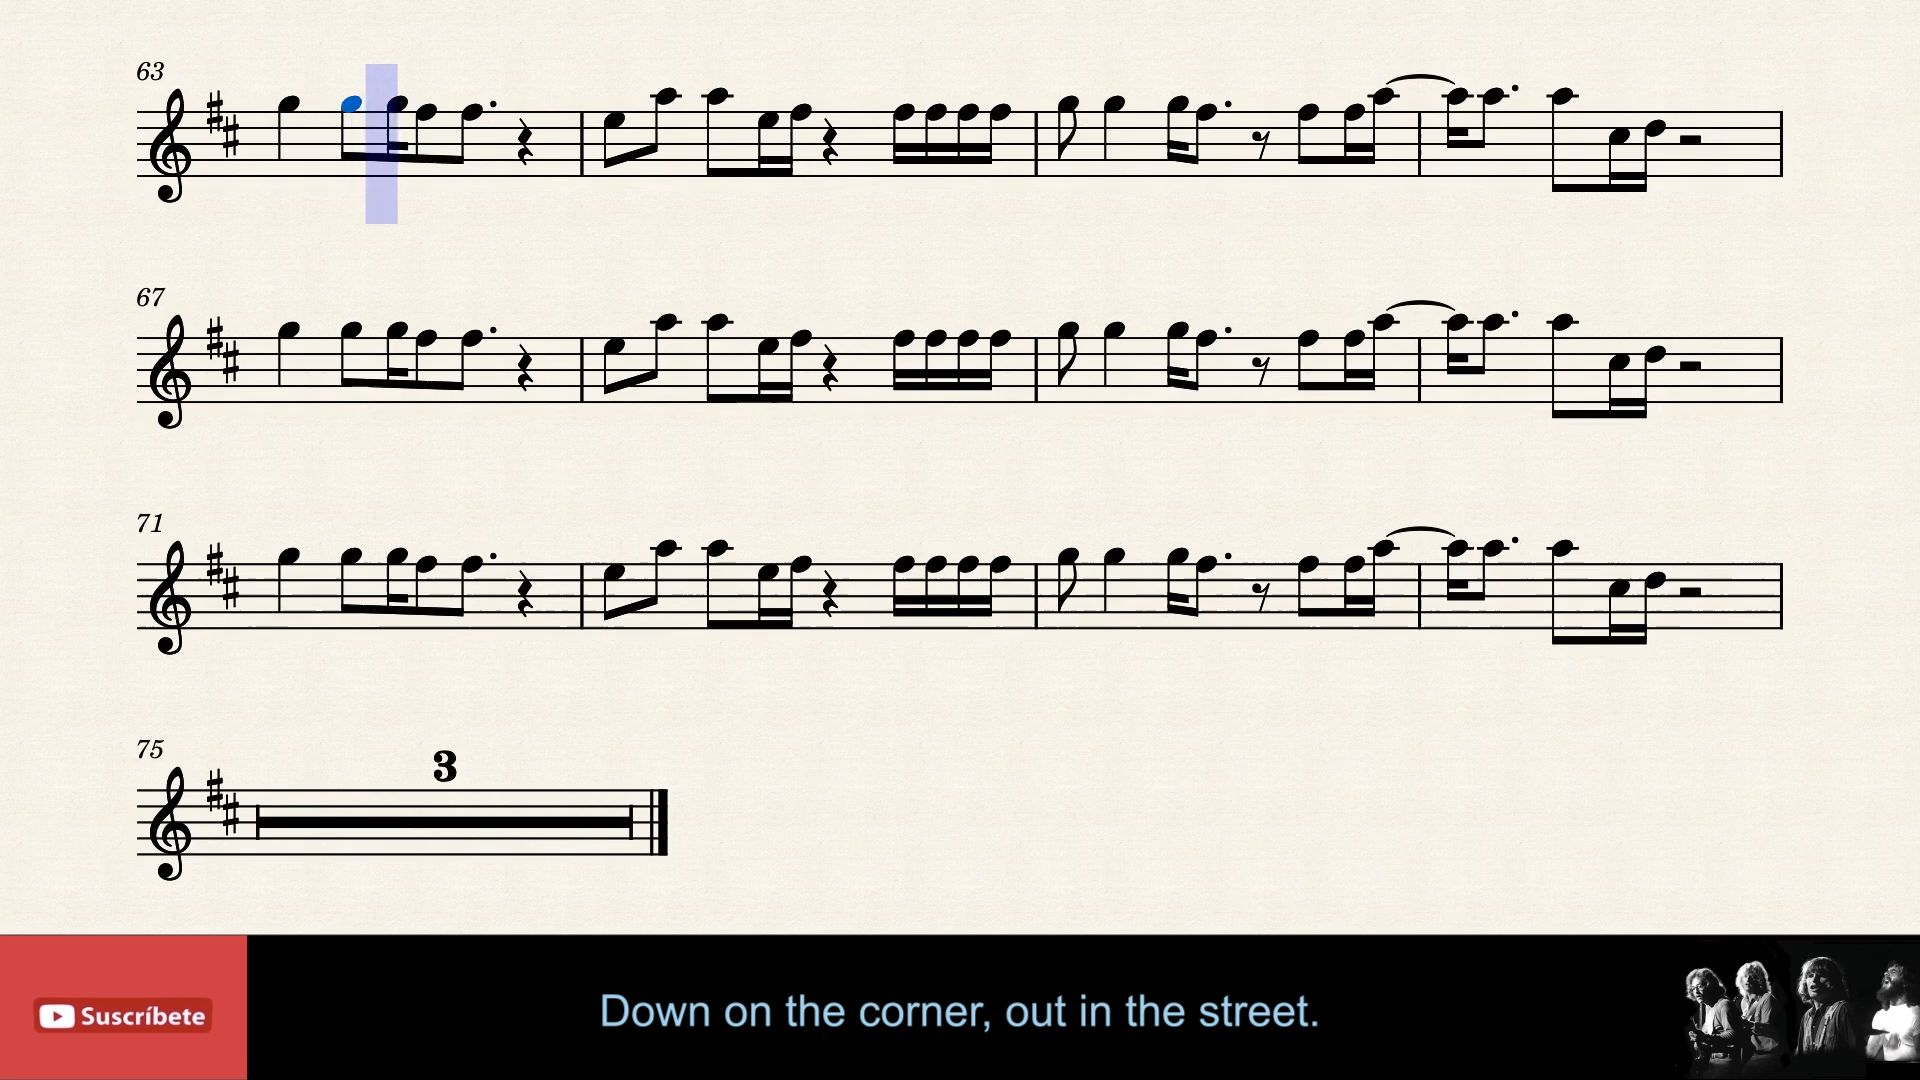 63
67
71
75
3
Suscríbete
Down on the corner, out in the street.